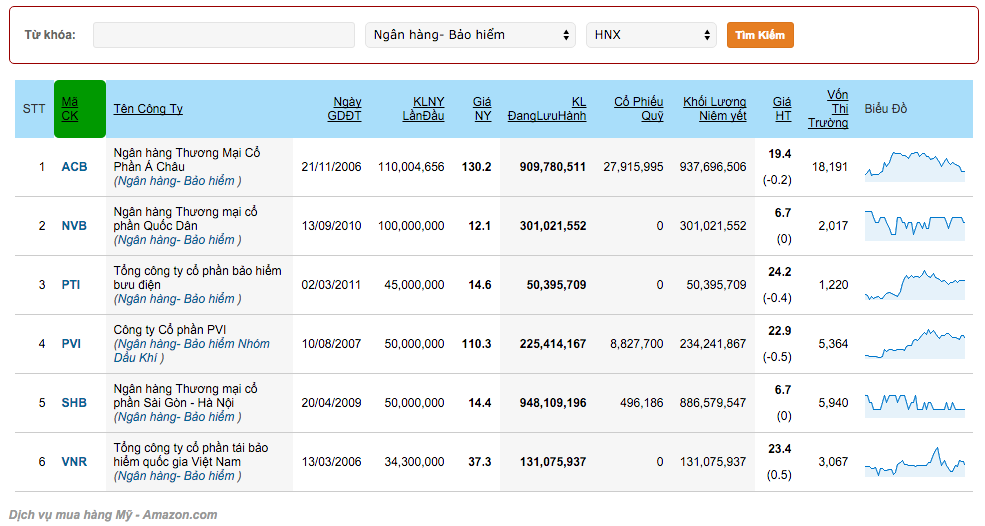 Từ khóa: Ngân hàng- Bảo hiểm HNX Tìm Kiếm
STT Mã CK Tên Công Ty Ngày GDĐT KLNY LầnĐầu Giá NY KL ĐangLưuHành Cổ Phiếu Quỹ Khối Lượng Niêm yết Giá HT Vốn Thị Trường Biểu Đồ
1 ACB Ngân hàng Thương Mại Cổ Phần Á Châu (Ngân hàng- Bảo hiểm ) 21/11/2006 110,004,656 130.2 909,780,511 27,915,995 937,696,506 19.4 (-0.2) 18,191
2 NVB Ngân hàng Thương mại cổ phần Quốc Dân (Ngân hàng- Bảo hiểm ) 13/09/2010 100,000,000 12.1 301,021,552 0 301,021,552 6.7 (0) 2,017
3 PTI Tổng công ty cổ phần bảo hiểm bưu điện (Ngân hàng- Bảo hiểm ) 02/03/2011 45,000,000 14.6 50,395,709 0 50,395,709 24.2 (-0.4) 1,220
4 PVI Công ty Cổ phần PVI (Ngân hàng- Bảo hiểm Nhóm Dầu Khí ) 10/08/2007 50,000,000 110.3 225,414,167 8,827,700 234,241,867 22.9 (-0.5) 5,364
5 SHB Ngân hàng Thương mại cổ phần Sài Gòn - Hà Nội (Ngân hàng- Bảo hiểm ) 20/04/2009 50,000,000 14.4 948,109,196 496,186 886,579,547 6.7 (0) 5,940
6 VNR Tổng công ty cổ phần tái bảo hiểm quốc gia Việt Nam (Ngân hàng- Bảo hiểm ) 13/03/2006 34,300,000 37.3 131,075,937 0 131,075,937 23.4 (0.5) 3,067
Dịch vụ mua hàng Mỹ - Amazon.com